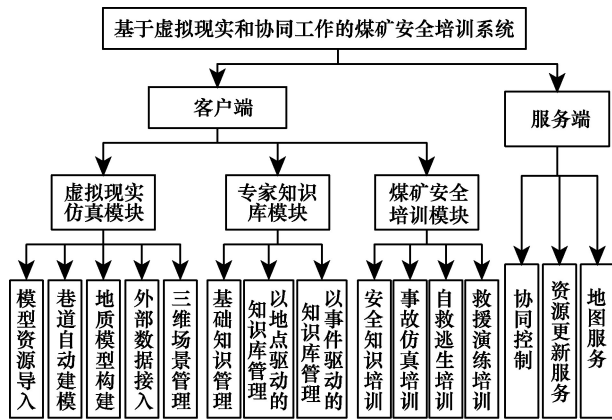 基于虚拟现实和协同工作的煤矿安全培训系统
客户端
服务端
虚拟现实
仿真模块
专家知识
库模块
煤矿安全
培训模块
模型资源导入
巷道自动建模
地质模型构建
外部数据接入
三维场景管理
基础知识管理
以地点驱动的
知识库管理
以事件驱动的
知识库管理
安全知识培训
事故仿真培训
自救逃生培训
救援演练培训
协同控制
资源更新服务
地图服务